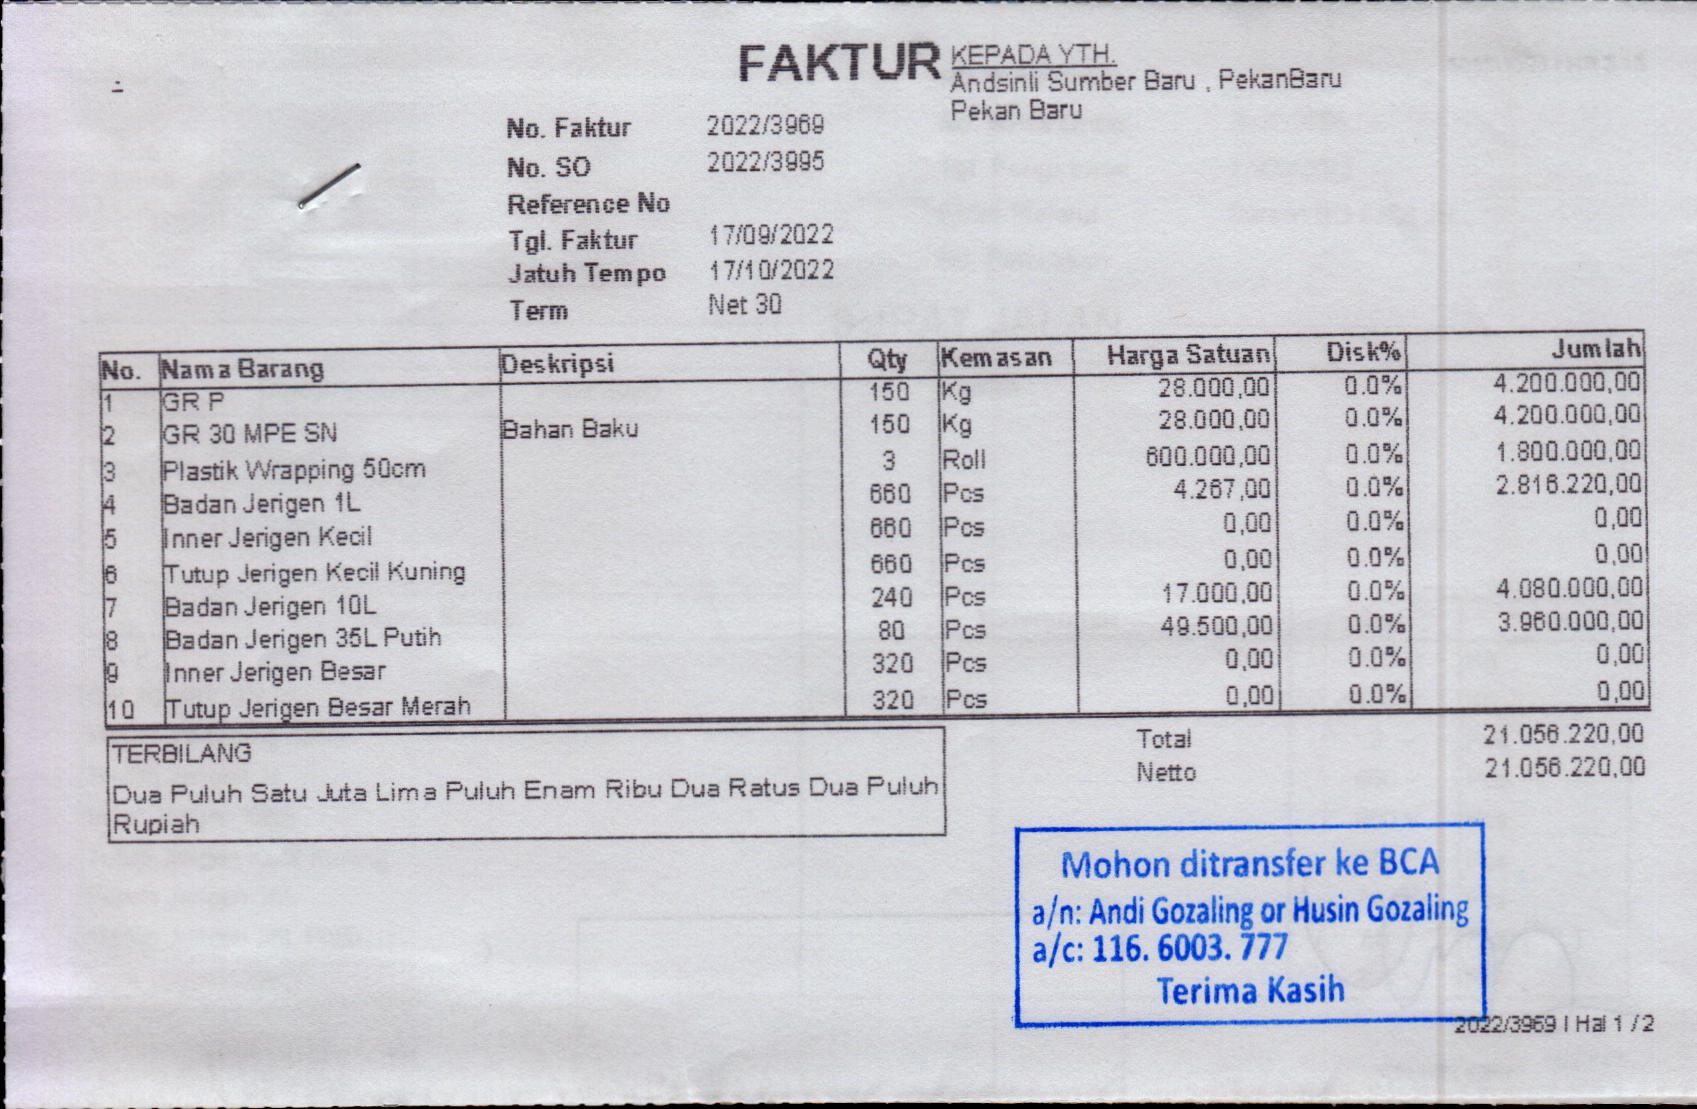 FAKTUR
KEPADA YTH.
Andsinli Sumber Baru , PekanBaru
Pekan Baru
No. Faktur 2022/3969
No. SO 2022/3995
Reference No
Tgl. Faktur 17/09/2022
Jatuh Tempo 17/10/2022
Term Net 30
No. Nama Barang Deskripsi Qty Kemasan Harga Satuan Disk% Jumlah
1 GR P 150 Kg 28.000,00 0.0% 4.200.000,00
2 GR 30 MPE SN Bahan Baku 150 Kg 28.000,00 0.0% 4.200.000,00
3 Plastik Wrapping 50cm 3 Roll 600.000,00 0.0% 1.800.000,00
4 Badan Jerigen 1L 660 Pcs 4.267,00 0.0% 2.816.220,00
5 Inner Jerigen Kecil 660 Pcs 0,00 0.0% 0,00
6 Tutup Jerigen Kecil Kuning 660 Pcs 0,00 0.0% 0,00
7 Badan Jerigen 10L 240 Pcs 17.000,00 0.0% 4.080.000,00
8 Badan Jerigen 35L Putih 80 Pcs 49.500,00 0.0% 3.960.000,00
9 Inner Jerigen Besar 320 Pcs 0,00 0.0% 0,00
10 Tutup Jerigen Besar Merah 320 Pcs 0,00 0.0% 0,00
Total 21.056.220,00
Netto 21.056.220,00
TERBILANG
Dua Puluh Satu Juta Lima Puluh Enam Ribu Dua Ratus Dua Puluh
Rupiah
Mohon ditransfer ke BCA
a/n: Andi Gozaling or Husin Gozaling
a/c: 116. 6003. 777
Terima Kasih
2022/3969 | Hal 1 / 2